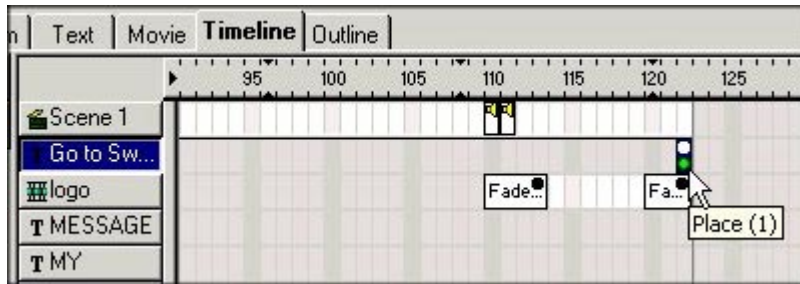 n Text Movie Timeline Outline
95 100 105 110 115 120 125
Scene 1
T Go to Sw...
logo Fade... Fa...
Place (1)
T MESSAGE
T MY